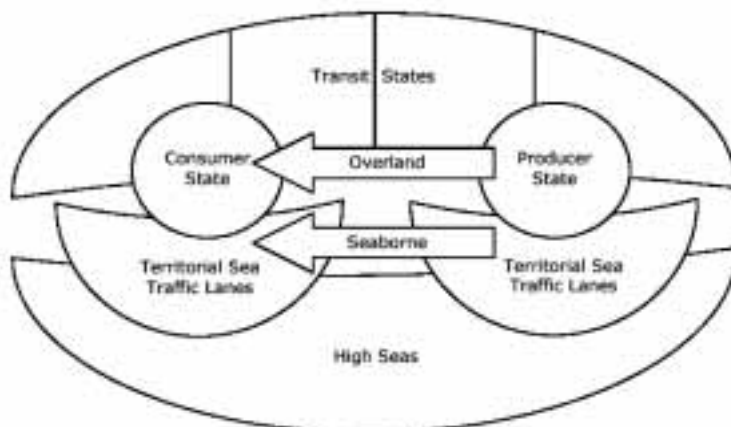 Transit States
Consumer
State
Overland
Producer
State
Seaborne
Territorial Sea
Traffic Lanes
Territorial Sea
Traffic Lanes
High Seas